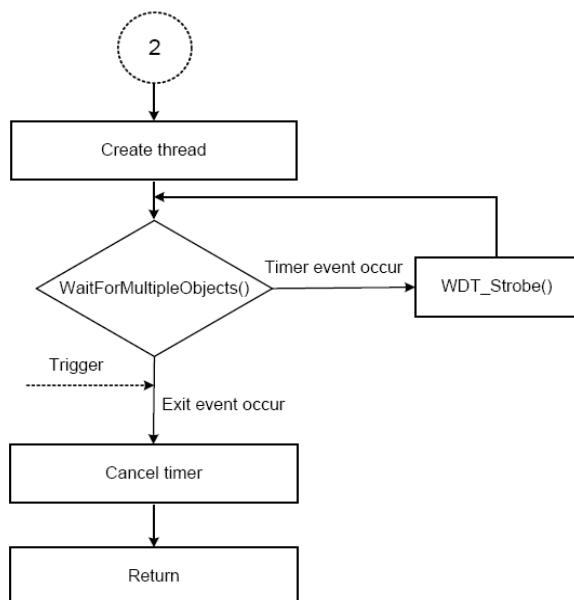 2
Create thread
WaitForMultipleObjects()
Timer event occur
WDT_Strobe()
Trigger
Exit event occur
Cancel timer
Return